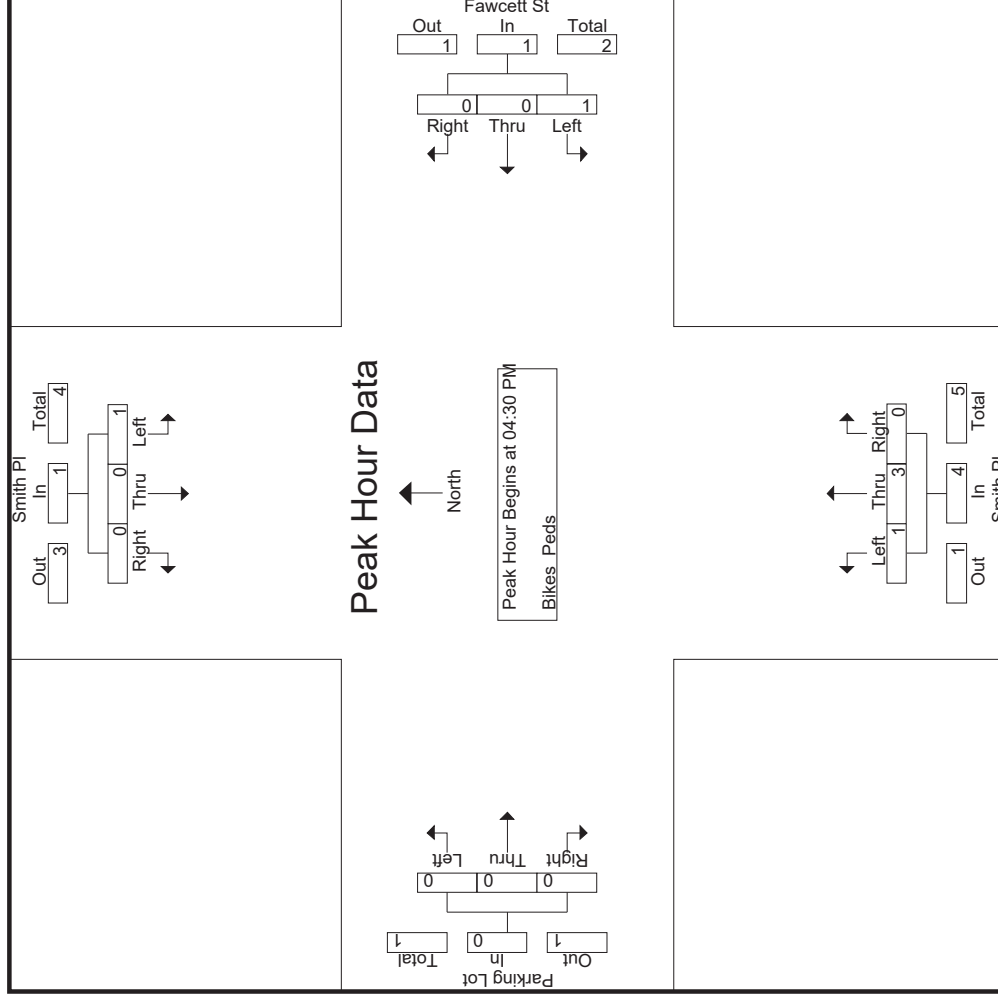 Fawcett St
Out In Total
1 1 2
0 0 1
Right Thru Left
Smith Pl
Out In Total
3 1 4
0 0 1
Right Thru Left
Peak Hour Data
North
Peak Hour Begins at 04:30 PM
Bikes Peds
Left Thru Right
1 3 0
1 4 5
Out In Total
Smith Pl
Left Thru Right
0 0 0
1 0 1
Total In Out
Parking Lot